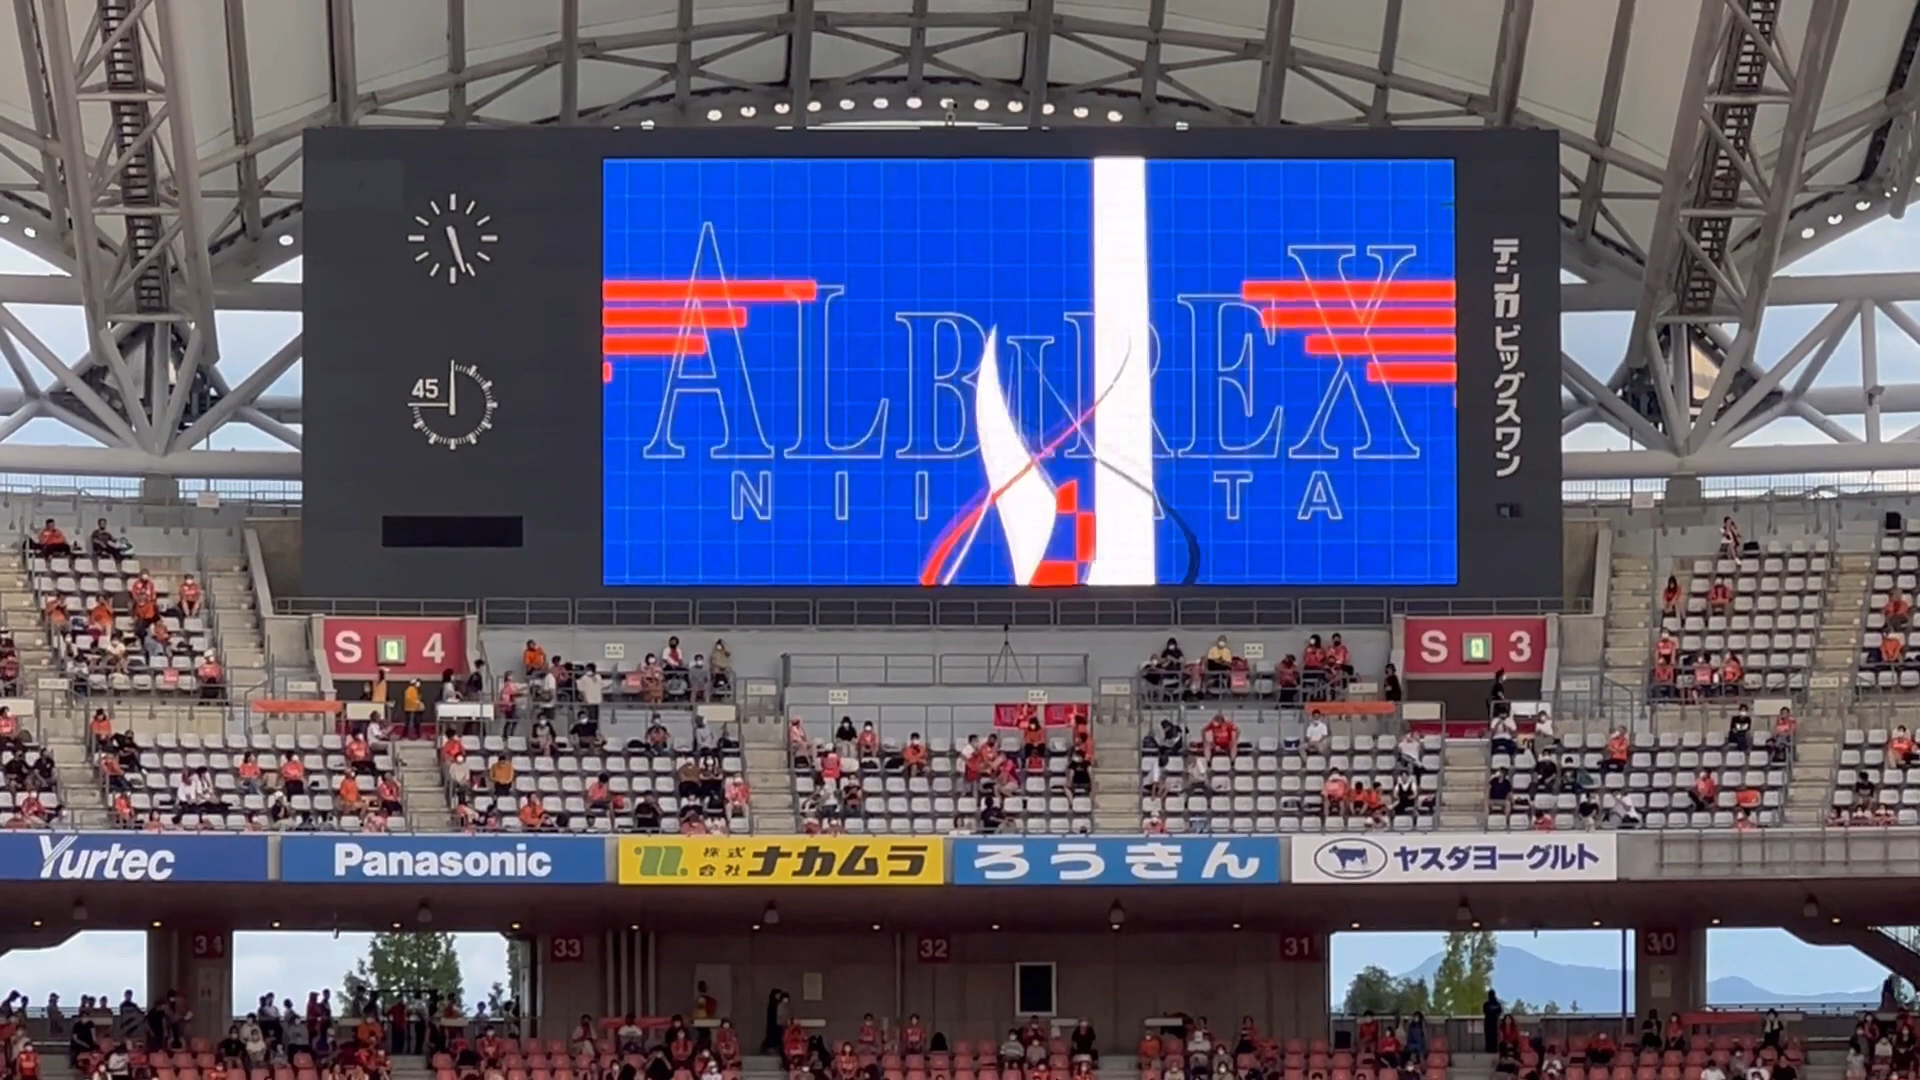 ALBIREX
NII TA
デンカビッグスワン
45
S 4
S 3
Yurtec
Panasonic
株式会社ナカムラ
ろうきん
ヤスダヨーグルト
34
33
32
31
30